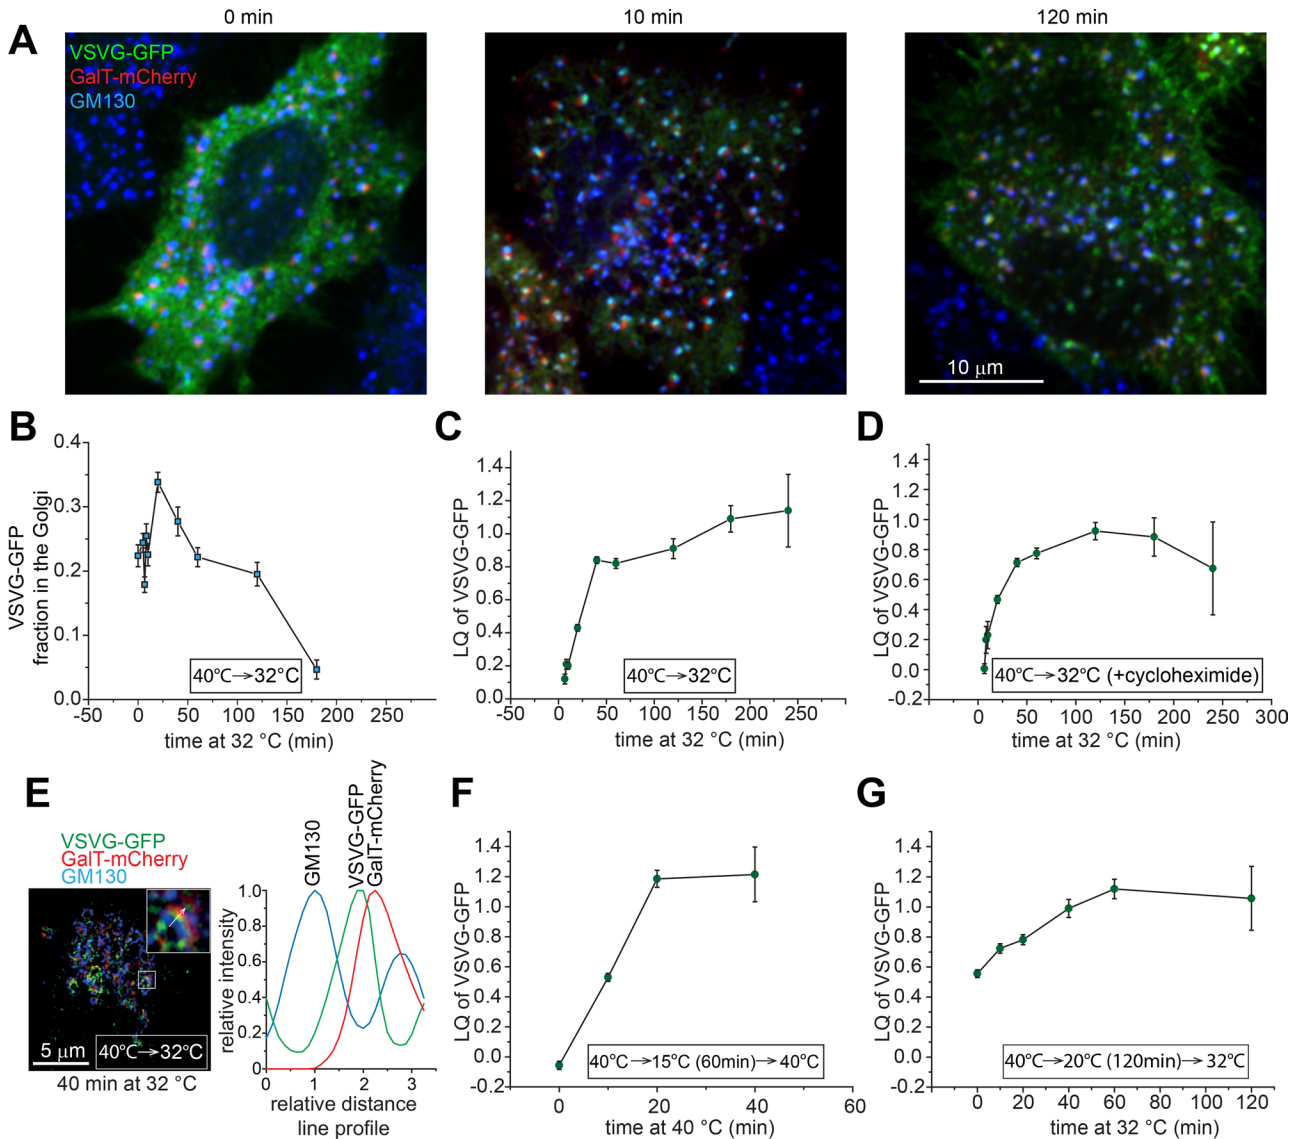 0 min
10 min
120 min
A
VSVG-GFP
GalT-mCherry
GM130
10 μm
B
VSVG-GFP
fraction in the Golgi
0.4
0.3
0.2
0.1
0.0
40℃→32°C
-50 0 50 100 150 200 250
time at 32 °C (min)
C
LQ of VSVG-GFP
1.4
1.2
1.0
0.8
0.6
0.4
0.2
0.0
40℃→32°C
-50 0 50 100 150 200 250
time at 32 °C (min)
D
LQ of VSVG-GFP
1.4
1.2
1.0
0.8
0.6
0.4
0.2
0.0
-0.2
40℃→32°C (+cycloheximide)
0 50 100 150 200 250 300
time at 32 °C (min)
E
VSVG-GFP
GalT-mCherry
GM130
5 μm
40℃→32°C
40 min at 32 °C
GM130
VSVG-GFP
GalT-mCherry
relative intensity
1.0
0.8
0.6
0.4
0.2
0
0 1 2 3
relative distance
line profile
F
LQ of VSVG-GFP
1.4
1.2
1.0
0.8
0.6
1.4
1.2
0.0
-0.2
40℃→15℃ (60min)→40°C
0 20 40 60
time at 40 °C (min)
G
LQ of VSVG-GFP
1.4
1.2
1.0
0.8
0.6
1.4
1.2
0.0
-0.2
40℃→20℃ (120min)→32°C
0 20 40 60 80 100 120
time at 32 °C (min)